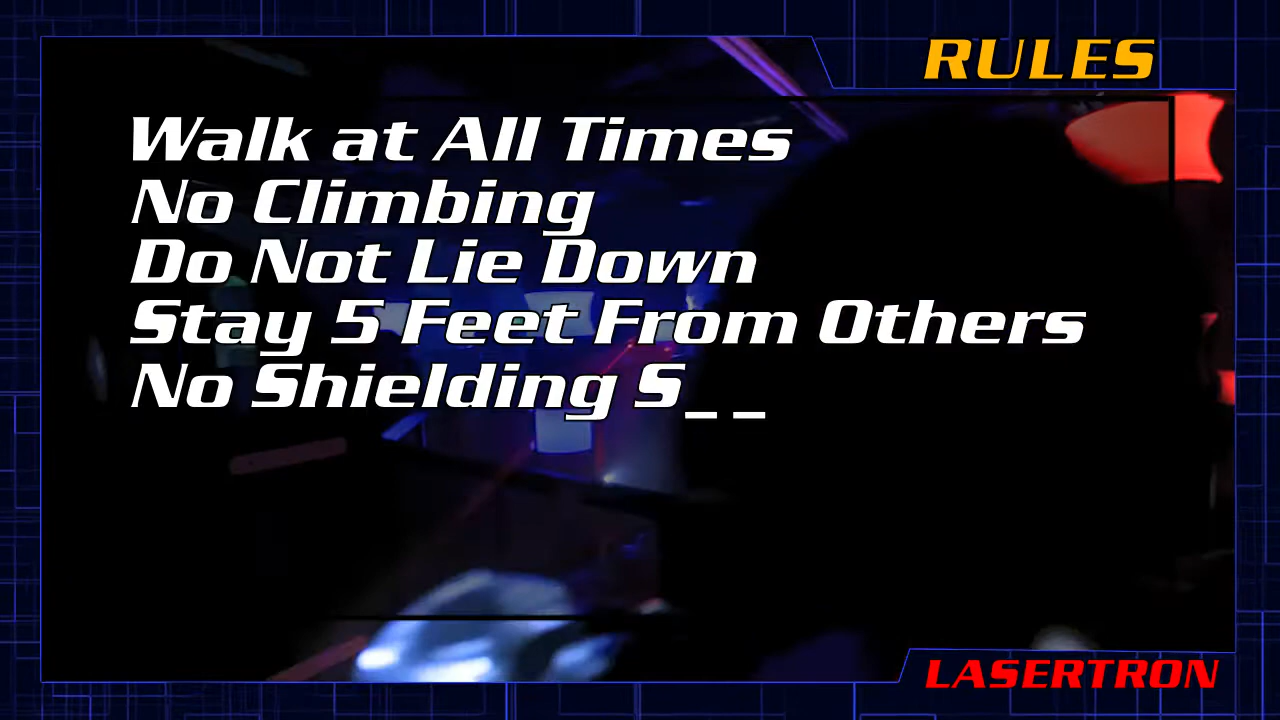 RULES
Walk at All Times
No Climbing
Do Not Lie Down
Stay 5 Feet From Others
No Shielding S_ _
LASERTRON